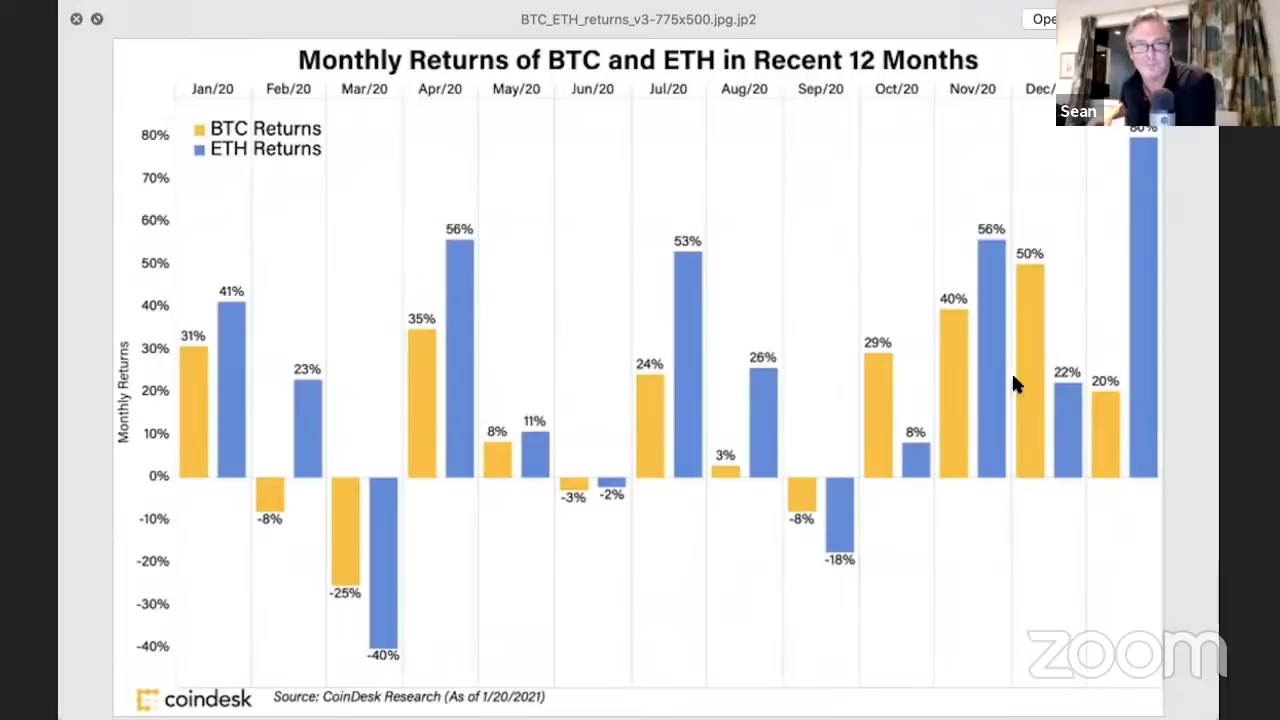 BTC_ETH_returns_v3-775x500.jpg.jp2
Ope
Monthly Returns of BTC and ETH in Recent 12 Months
Jan/20 Feb/20 Mar/20 Apr/20 May/20 Jun/20 Jul/20 Aug/20 Sep/20 Oct/20 Nov/20 Dec/
Sean
BTC Returns
ETH Returns
80%
70%
60%
50%
40%
30%
20%
10%
0%
-10%
-20%
-30%
-40%
Monthly Returns
31% 41%
-8% 23%
-25% -40%
35% 56%
8% 11%
-3% -2%
24% 53%
3% 26%
-8% -18%
29% 8%
40% 56%
50% 22%
20% 80%
coindesk
Source: CoinDesk Research (As of 1/20/2021)
zoom